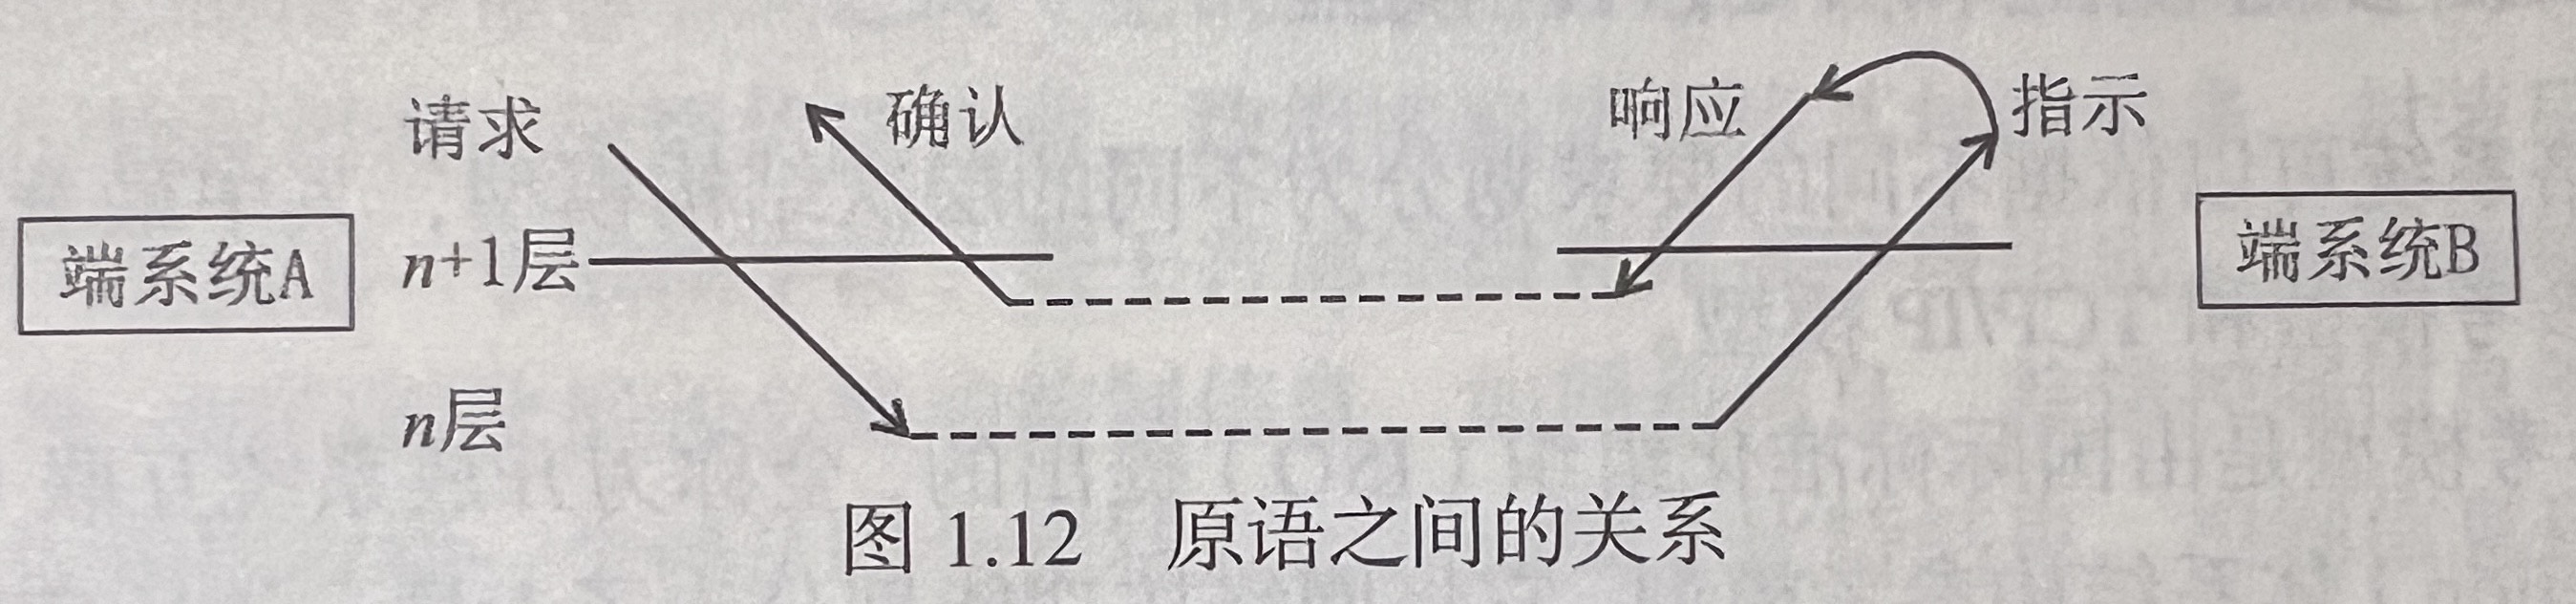 请求
确认
响应
指示
端系统A
n+1层
端系统B
n层
图 1.12 原语之间的关系